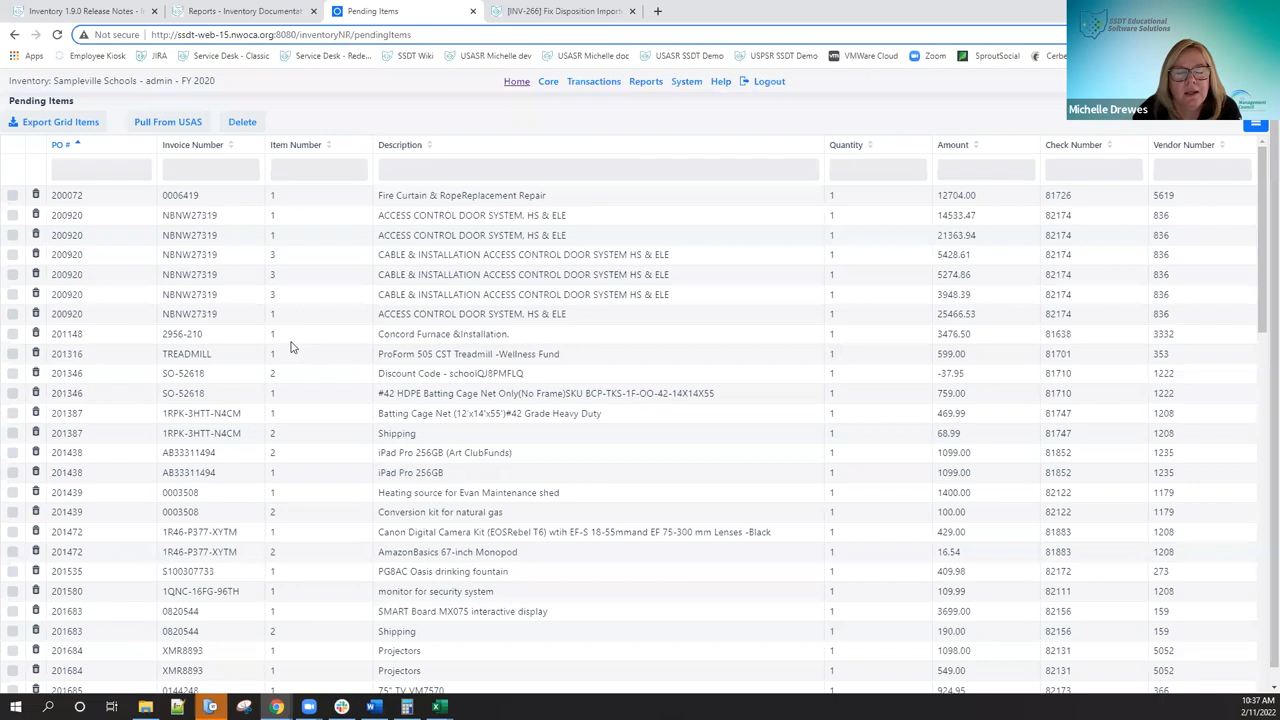 Inventory 1.9.0 Release Notes - In
Reports - Inventory Documentat
Pending Items
[INV-266] Fix Disposition Import
Not secure | http://ssdt-web-15.nwoca.org:8080/inventoryNR/pendingItems
Apps Employee Kiosk JIRA Service Desk - Classic Service Desk - Rede... SSDT Wiki USASR Michelle dev USASR Michelle doc USASR SSDT Demo USPSR SSDT Demo VMWare Cloud Zoom SproutSocial Cerbe
SSDT Educational
Software Solutions
Management
Council
Michelle Drewes
Inventory: Sampleville Schools - admin - FY 2020 Home Core Transactions Reports System Help Logout
Pending Items
Export Grid Items Pull From USAS Delete
PO # Invoice Number Item Number Description Quantity Amount Check Number Vendor Number
200072 0006419 1 Fire Curtain & RopeReplacement Repair 1 12704.00 81726 5619
200920 NBNW27319 1 ACCESS CONTROL DOOR SYSTEM, HS & ELE 1 14533.47 82174 836
200920 NBNW27319 1 ACCESS CONTROL DOOR SYSTEM, HS & ELE 1 21363.94 82174 836
200920 NBNW27319 3 CABLE & INSTALLATION ACCESS CONTROL DOOR SYSTEM HS & ELE 1 5428.61 82174 836
200920 NBNW27319 3 CABLE & INSTALLATION ACCESS CONTROL DOOR SYSTEM HS & ELE 1 5274.86 82174 836
200920 NBNW27319 3 CABLE & INSTALLATION ACCESS CONTROL DOOR SYSTEM HS & ELE 1 3948.39 82174 836
200920 NBNW27319 1 ACCESS CONTROL DOOR SYSTEM, HS & ELE 1 25466.53 82174 836
201148 2956-210 1 Concord Furnace &Installation. 1 3476.50 81638 3332
201316 TREADMILL 1 ProForm 505 CST Treadmill -Wellness Fund 1 599.00 81701 353
201346 SO-52618 2 Discount Code - schoolQJ8PMFLQ 1 -37.95 81710 1222
201346 SO-52618 1 #42 HDPE Batting Cage Net Only(No Frame)SKU BCP-TKS-1F-OO-42-14X14X55 1 759.00 81710 1222
201387 1RPK-3HTT-N4CM 1 Batting Cage Net (12'x14'x55')#42 Grade Heavy Duty 1 469.99 81747 1208
201387 1RPK-3HTT-N4CM 2 Shipping 1 68.99 81747 1208
201438 AB33311494 2 iPad Pro 256GB (Art ClubFunds) 1 1099.00 81852 1235
201438 AB33311494 1 iPad Pro 256GB 1 1099.00 81852 1235
201439 0003508 1 Heating source for Evan Maintenance shed 1 1400.00 82122 1179
201439 0003508 2 Conversion kit for natural gas 1 100.00 82122 1179
201472 1R46-P377-XYTM 1 Canon Digital Camera Kit (EOSRebel T6) wtih EF-S 18-55mmand EF 75-300 mm Lenses -Black 1 429.00 81883 1208
201472 1R46-P377-XYTM 2 AmazonBasics 67-inch Monopod 1 16.54 81883 1208
201535 S100307733 1 PG8AC Oasis drinking fountain 1 409.98 82172 273
201580 1QNC-16FG-96TH 1 monitor for security system 1 109.99 82111 1208
201683 0820544 1 SMART Board MX075 interactive display 1 3699.00 82156 159
201683 0820544 2 Shipping 1 190.00 82156 159
201684 XMR8893 1 Projectors 1 1098.00 82131 5052
201684 XMR8893 1 Projectors 1 549.00 82131 5052
201685 0144248 1 75" TV VM7570 1 924.95 82173 366
10:37 AM
2/11/2022